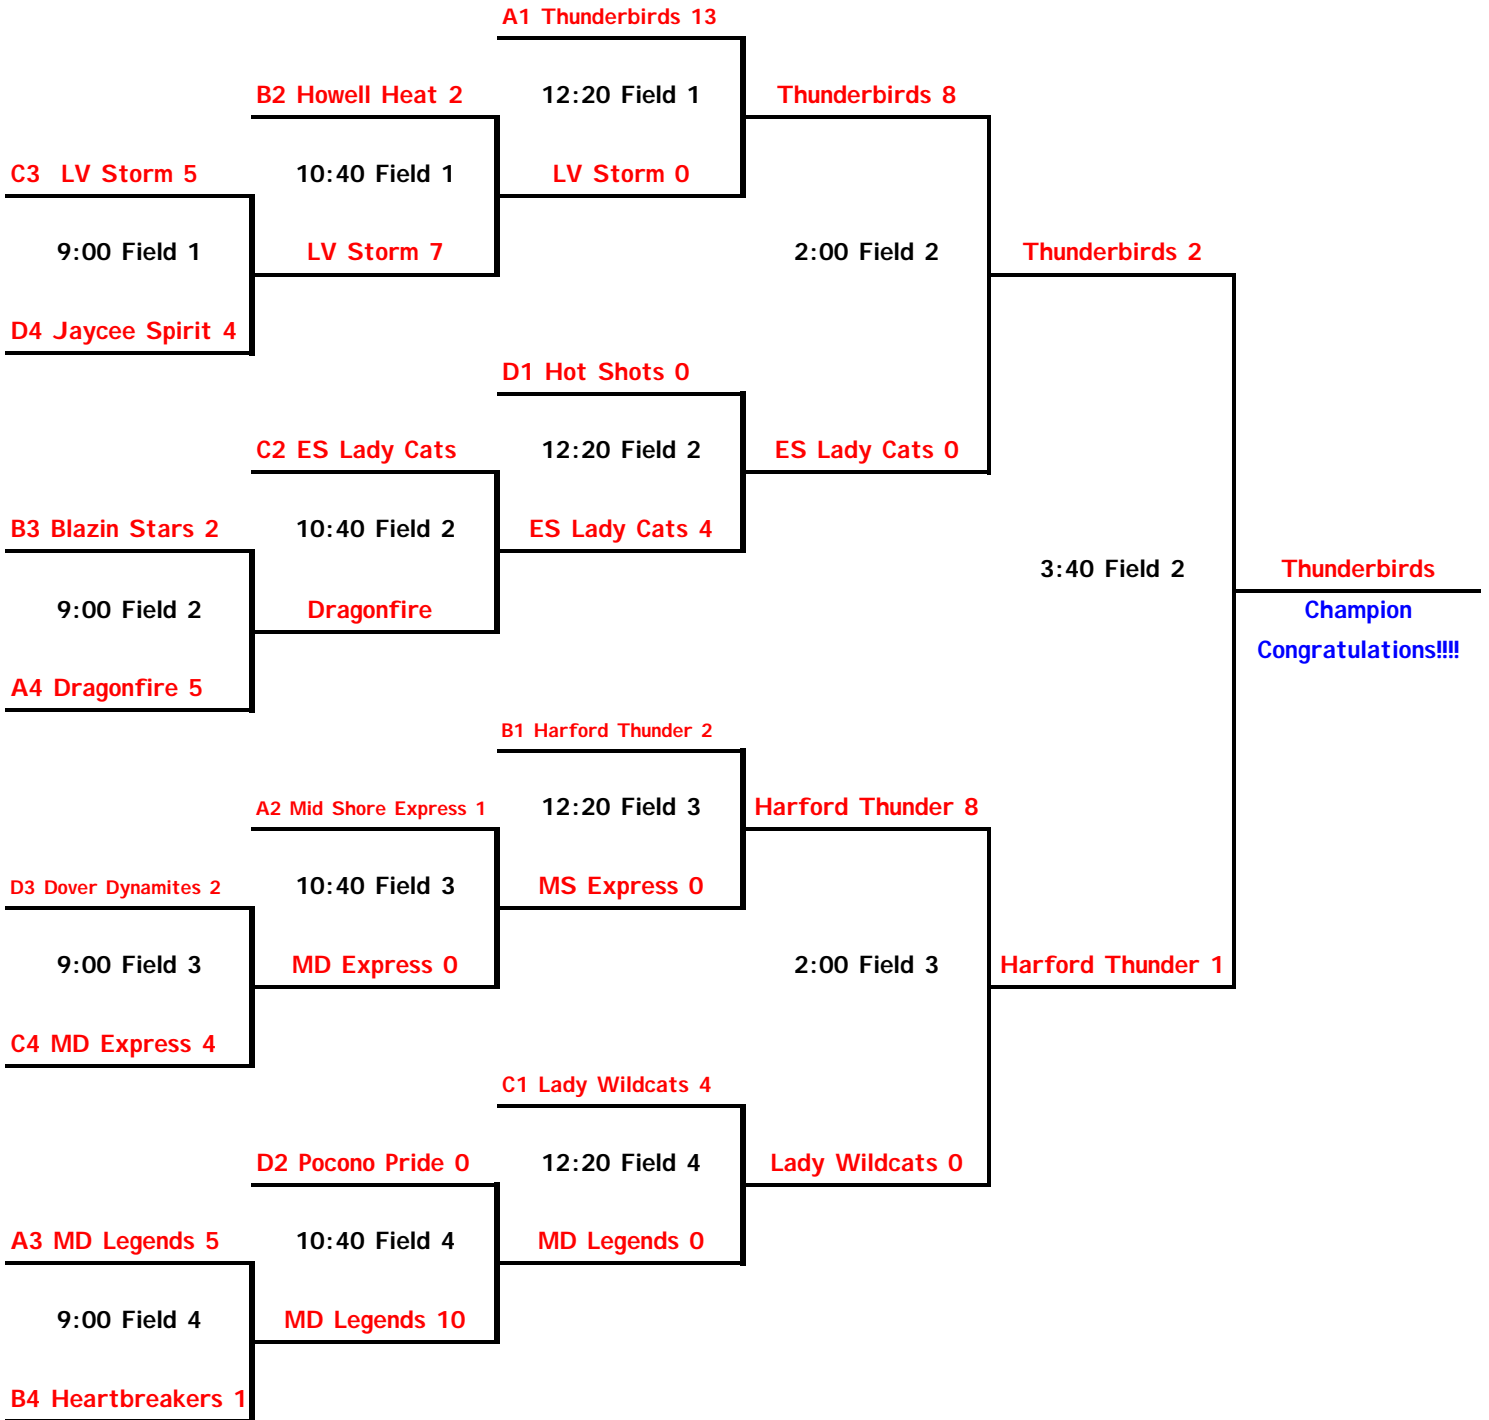 A1 Thunderbirds 13
B2 Howell Heat 2
12:20 Field 1
Thunderbirds 8
C3 LV Storm 5
10:40 Field 1
LV Storm 0
9:00 Field 1
LV Storm 7
2:00 Field 2
Thunderbirds 2
D4 Jaycee Spirit 4
D1 Hot Shots 0
C2 ES Lady Cats
12:20 Field 2
ES Lady Cats 0
B3 Blazin Stars 2
10:40 Field 2
ES Lady Cats 4
3:40 Field 2
Thunderbirds
9:00 Field 2
Dragonfire
Champion
Congratulations!!!!
A4 Dragonfire 5
B1 Harford Thunder 2
A2 Mid Shore Express 1
12:20 Field 3
Harford Thunder 8
D3 Dover Dynamites 2
10:40 Field 3
MS Express 0
9:00 Field 3
MD Express 0
2:00 Field 3
Harford Thunder 1
C4 MD Express 4
C1 Lady Wildcats 4
D2 Pocono Pride 0
12:20 Field 4
Lady Wildcats 0
A3 MD Legends 5
10:40 Field 4
MD Legends 0
9:00 Field 4
MD Legends 10
B4 Heartbreakers 1